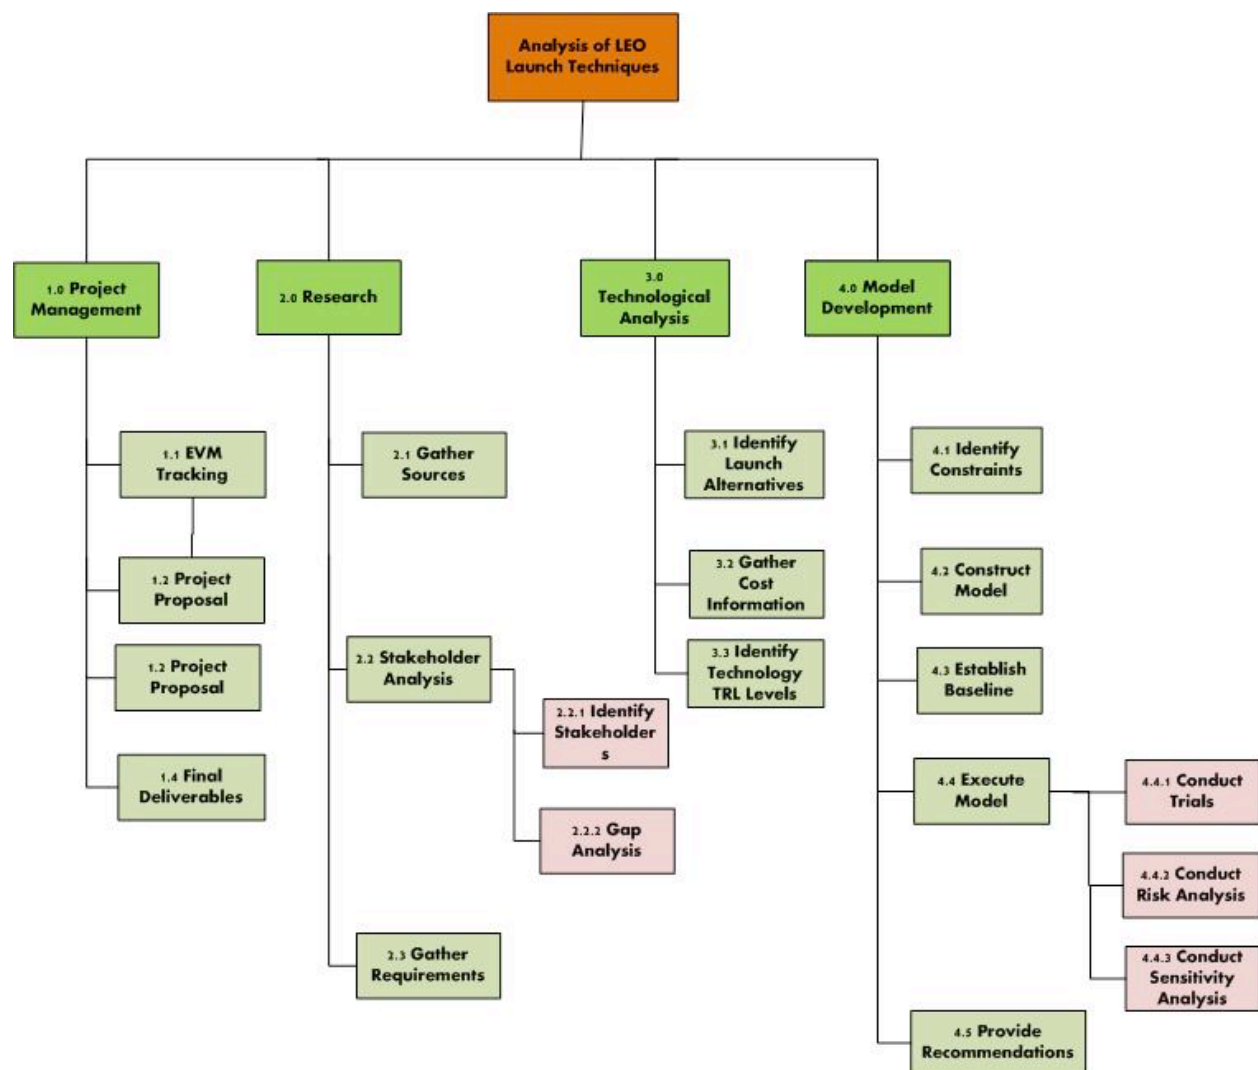 Analysis of LEO
Launch Techniques
1.0 Project
Management
2.0 Research
3.0
Technological
Analysis
4.0 Model
Development
1.1 EVM
Tracking
1.2 Project
Proposal
1.2 Project
Proposal
1.4 Final
Deliverables
2.1 Gather
Sources
2.2 Stakeholder
Analysis
2.2.1 Identify
Stakeholder
s
2.2.2 Gap
Analysis
2.3 Gather
Requirements
3.1 Identify
Launch
Alternatives
3.2 Gather
Cost
Information
3.3 Identify
Technology
TRL Levels
4.1 Identify
Constraints
4.2 Construct
Model
4.3 Establish
Baseline
4.4 Execute
Model
4.4.1 Conduct
Trials
4.4.2 Conduct
Risk Analysis
4.4.3 Conduct
Sensitivity
Analysis
4.5 Provide
Recommendations